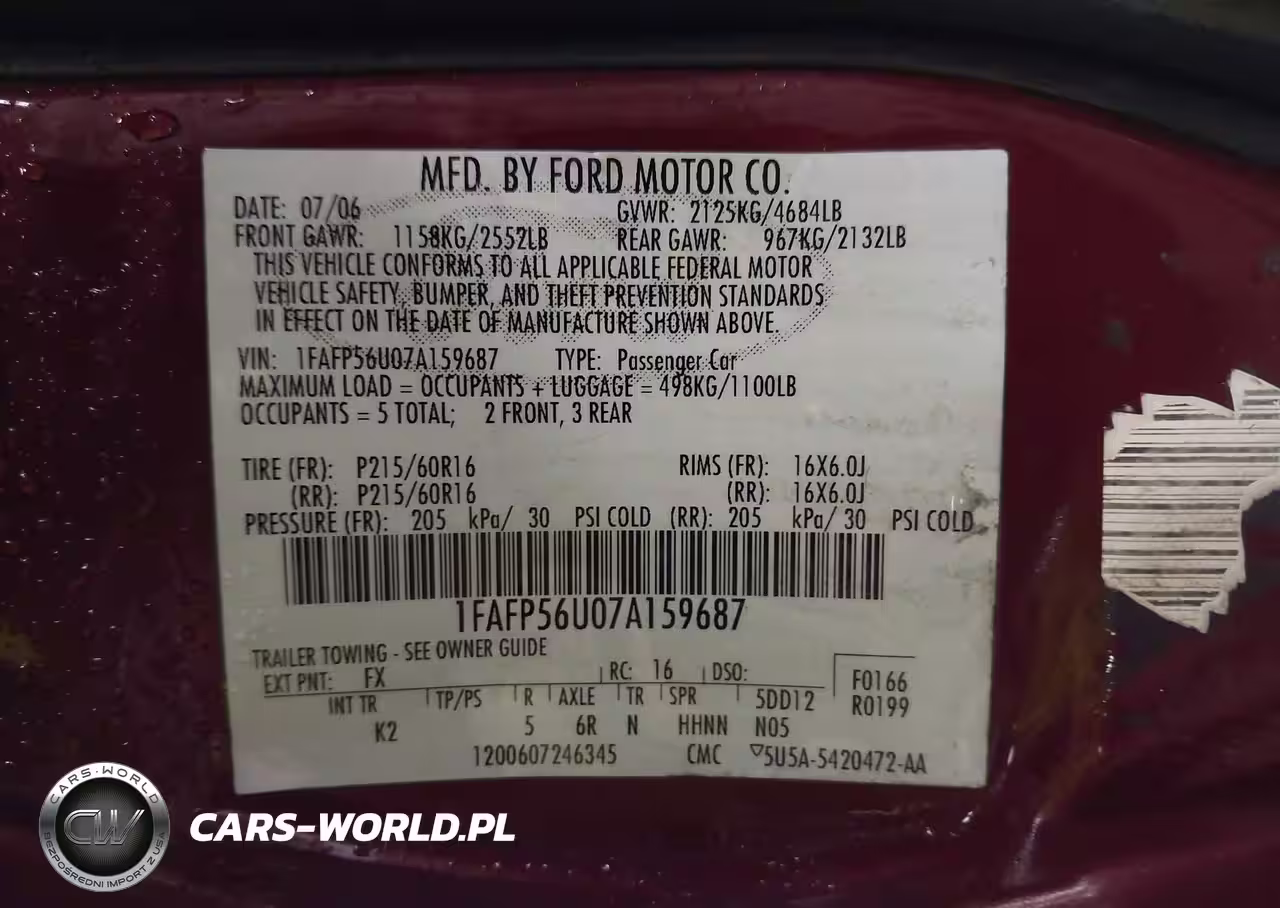 MFD. BY FORD MOTOR CO.
DATE: 07/06 GVWR: 2125KG/4684LB
FRONT GAWR: 1158KG/2552LB REAR GAWR: 967KG/2132LB
THIS VEHICLE CONFORMS TO ALL APPLICABLE FEDERAL MOTOR
VEHICLE SAFETY, BUMPER, AND THEFT PREVENTION STANDARDS
IN EFFECT ON THE DATE OF MANUFACTURE SHOWN ABOVE.
VIN: 1FAFP56U07A159687 TYPE: Passenger Car
MAXIMUM LOAD = OCCUPANTS + LUGGAGE = 498KG/1100LB
OCCUPANTS = 5 TOTAL; 2 FRONT, 3 REAR
TIRE (FR): P215/60R16 RIMS (FR): 16X6.0J
(RR): P215/60R16 (RR): 16X6.0J
PRESSURE (FR): 205 kPa/ 30 PSI COLD (RR): 205 kPa/ 30 PSI COLD
1FAFP56U07A159687
TRAILER TOWING - SEE OWNER GUIDE
EXT PNT: FX RC: 16 DSO: F0166
INT TR TP/PS R AXLE TR SPR 5DD12 R0199
K2 5 6R N HHNN N05
1200607246345 CMC 5U5A-5420472-AA
CARS-WORLD
CW
BEZPOŚREDNI IMPORT Z USA
CARS-WORLD.PL